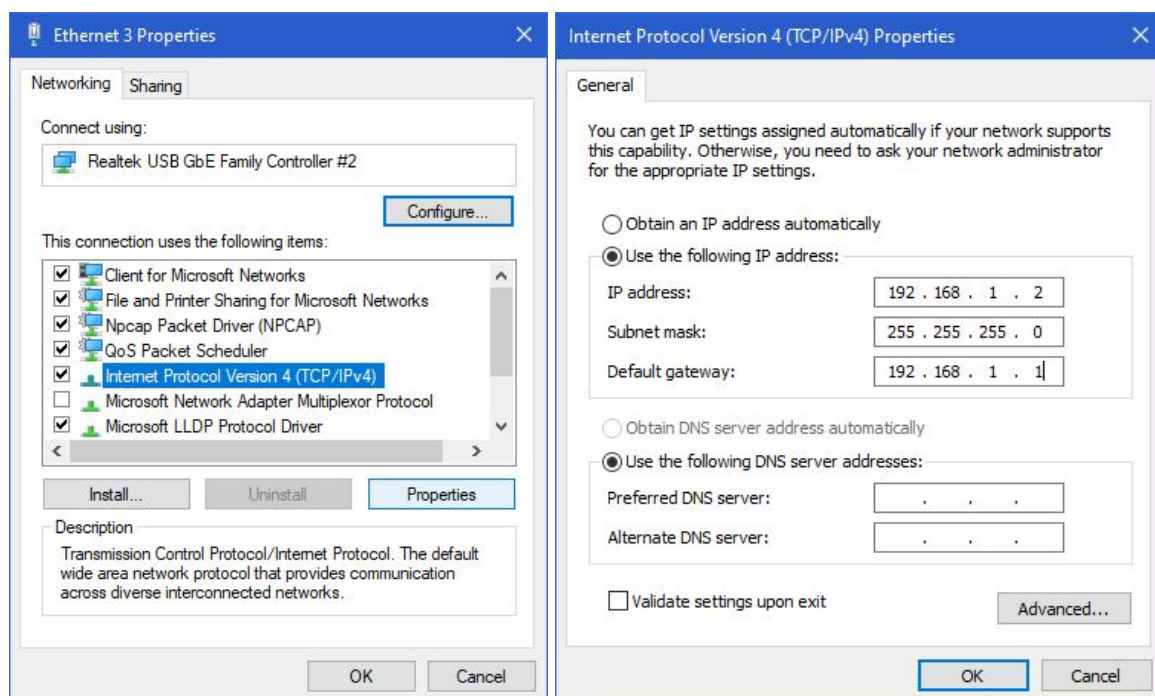 Ethernet 3 Properties
Networking
Sharing
Connect using:
Realtek USB GbE Family Controller #2
Configure...
This connection uses the following items:
Client for Microsoft Networks
File and Printer Sharing for Microsoft Networks
Npcap Packet Driver (NPCAP)
QoS Packet Scheduler
Internet Protocol Version 4 (TCP/IPv4)
Microsoft Network Adapter Multiplexor Protocol
Microsoft LLDP Protocol Driver
Install...
Uninstall
Properties
Description
Transmission Control Protocol/Internet Protocol. The default
wide area network protocol that provides communication
across diverse interconnected networks.
OK
Cancel
Internet Protocol Version 4 (TCP/IPv4) Properties
General
You can get IP settings assigned automatically if your network supports
this capability. Otherwise, you need to ask your network administrator
for the appropriate IP settings.
Obtain an IP address automatically
Use the following IP address:
IP address:
192 . 168 . 1 . 2
Subnet mask:
255 . 255 . 255 . 0
Default gateway:
192 . 168 . 1 . 1
Obtain DNS server address automatically
Use the following DNS server addresses:
Preferred DNS server:
. . .
Alternate DNS server:
. . .
Validate settings upon exit
Advanced...
OK
Cancel